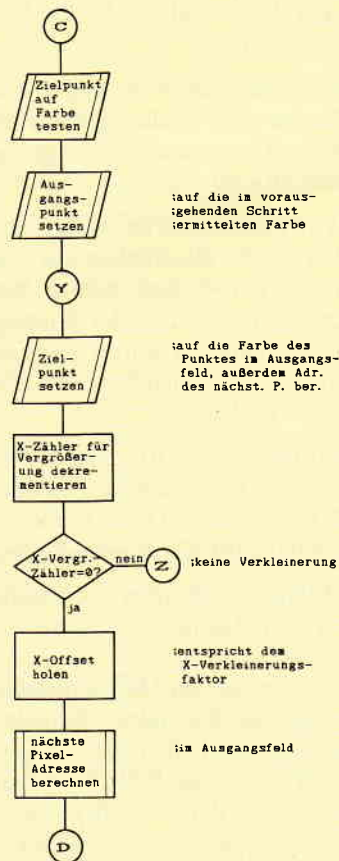 C
Zielpunkt
auf
Farbe
testen
Aus-
gangs-
punkt
setzen
;auf die im voraus-
;gehenden Schritt
;ermittelten Farbe
Y
Ziel-
punkt
setzen
;auf die Farbe des
Punktes im Ausgangs-
feld, außerdem Adr.
des nächst. P. ber.
X-Zähler für
Vergrößer-
ung dekre-
mentieren
X-Vergr.-
Zähler=0?
nein
Z
;keine Verkleinerung
ja
X-Offset
holen
;entspricht dem
X-Verkleinerungs-
faktor
nächste
Pixel-
Adresse
berechnen
;im Ausgangsfeld
D